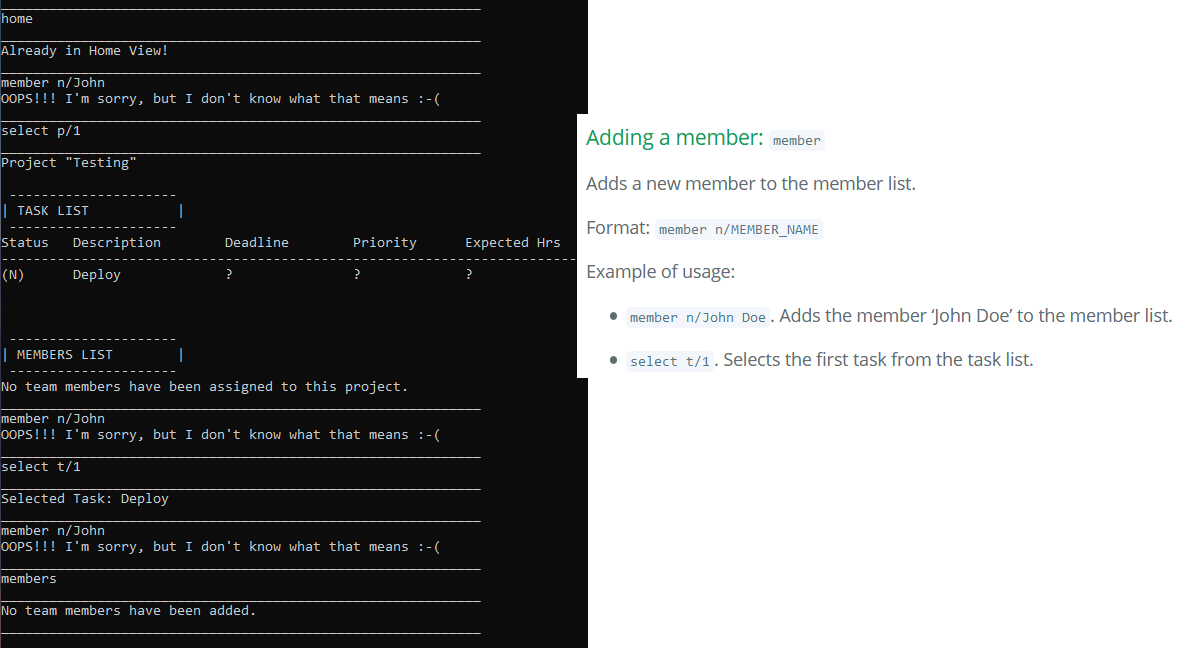 home
Already in Home View!
member n/John
OOPS!!! I'm sorry, but I don't know what that means :-(
select p/1
Project "Testing"
---------------------
| TASK LIST |
---------------------
Status Description Deadline Priority Expected Hrs
------------------------------------------------------------------------
(N) Deploy ? ? ?
---------------------
| MEMBERS LIST |
---------------------
No team members have been assigned to this project.
member n/John
OOPS!!! I'm sorry, but I don't know what that means :-(
select t/1
Selected Task: Deploy
member n/John
OOPS!!! I'm sorry, but I don't know what that means :-(
members
No team members have been added.
Adding a member: member
Adds a new member to the member list.
Format: member n/MEMBER_NAME
Example of usage:
• member n/John Doe. Adds the member ‘John Doe’ to the member list.
• select t/1. Selects the first task from the task list.